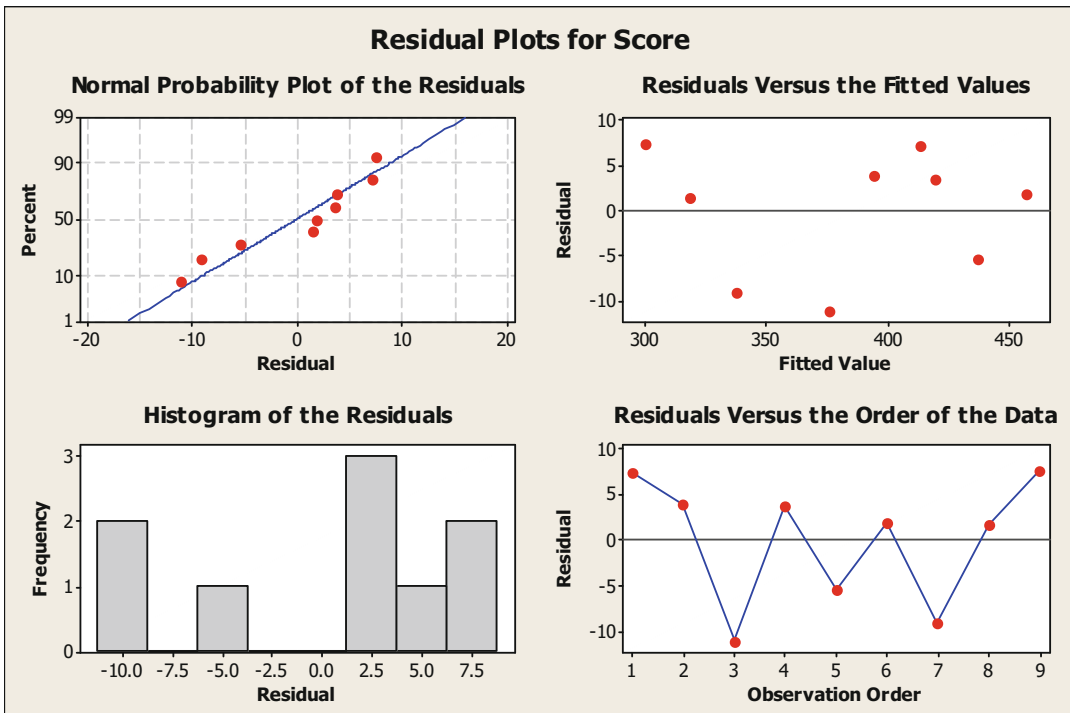 Residual Plots for Score
Normal Probability Plot of the Residuals
Percent
99
90
50
10
1
-20
-10
0
10
20
Residual
Residuals Versus the Fitted Values
Residual
10
5
0
-5
-10
300
350
400
450
Fitted Value
Histogram of the Residuals
Frequency
3
2
1
0
-10.0 -7.5 -5.0 -2.5 0.0 2.5 5.0 7.5
Residual
Residuals Versus the Order of the Data
Residual
10
5
0
-5
-10
1 2 3 4 5 6 7 8 9
Observation Order